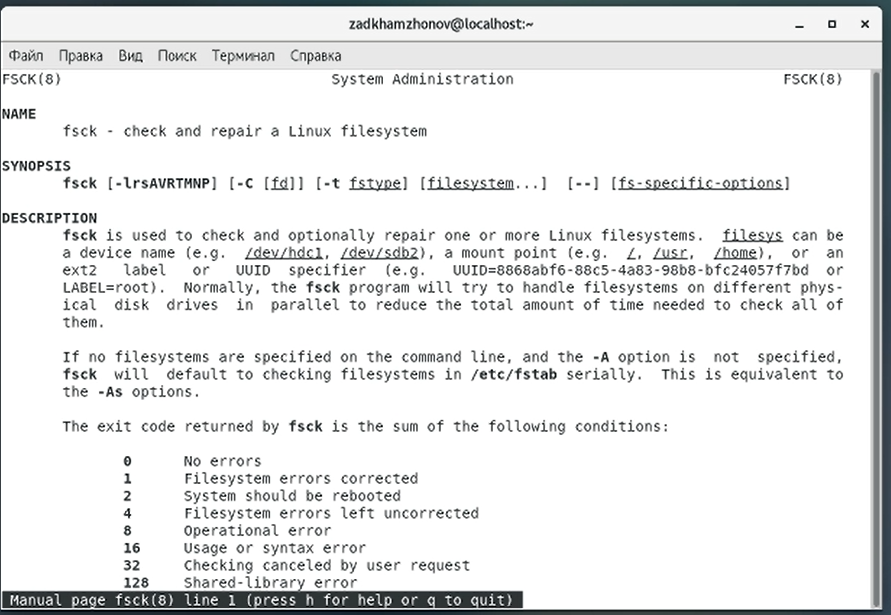 zadkhamzhonov@localhost:~
Файл Правка Вид Поиск Терминал Справка
FSCK(8) System Administration FSCK(8)
NAME
fsck - check and repair a Linux filesystem
SYNOPSIS
fsck [-lrsAVRTMNP] [-C [fd]] [-t fstype] [filesystem...] [--] [fs-specific-options]
DESCRIPTION
fsck is used to check and optionally repair one or more Linux filesystems. filesys can be
a device name (e.g. /dev/hdc1, /dev/sdb2), a mount point (e.g. /, /usr, /home), or an
ext2 label or UUID specifier (e.g. UUID=8868abf6-88c5-4a83-98b8-bfc24057f7bd or
LABEL=root). Normally, the fsck program will try to handle filesystems on different phys-
ical disk drives in parallel to reduce the total amount of time needed to check all of
them.
If no filesystems are specified on the command line, and the -A option is not specified,
fsck will default to checking filesystems in /etc/fstab serially. This is equivalent to
the -As options.
The exit code returned by fsck is the sum of the following conditions:
0 No errors
1 Filesystem errors corrected
2 System should be rebooted
4 Filesystem errors left uncorrected
8 Operational error
16 Usage or syntax error
32 Checking canceled by user request
128 Shared-library error
Manual page fsck(8) line 1 (press h for help or q to quit)